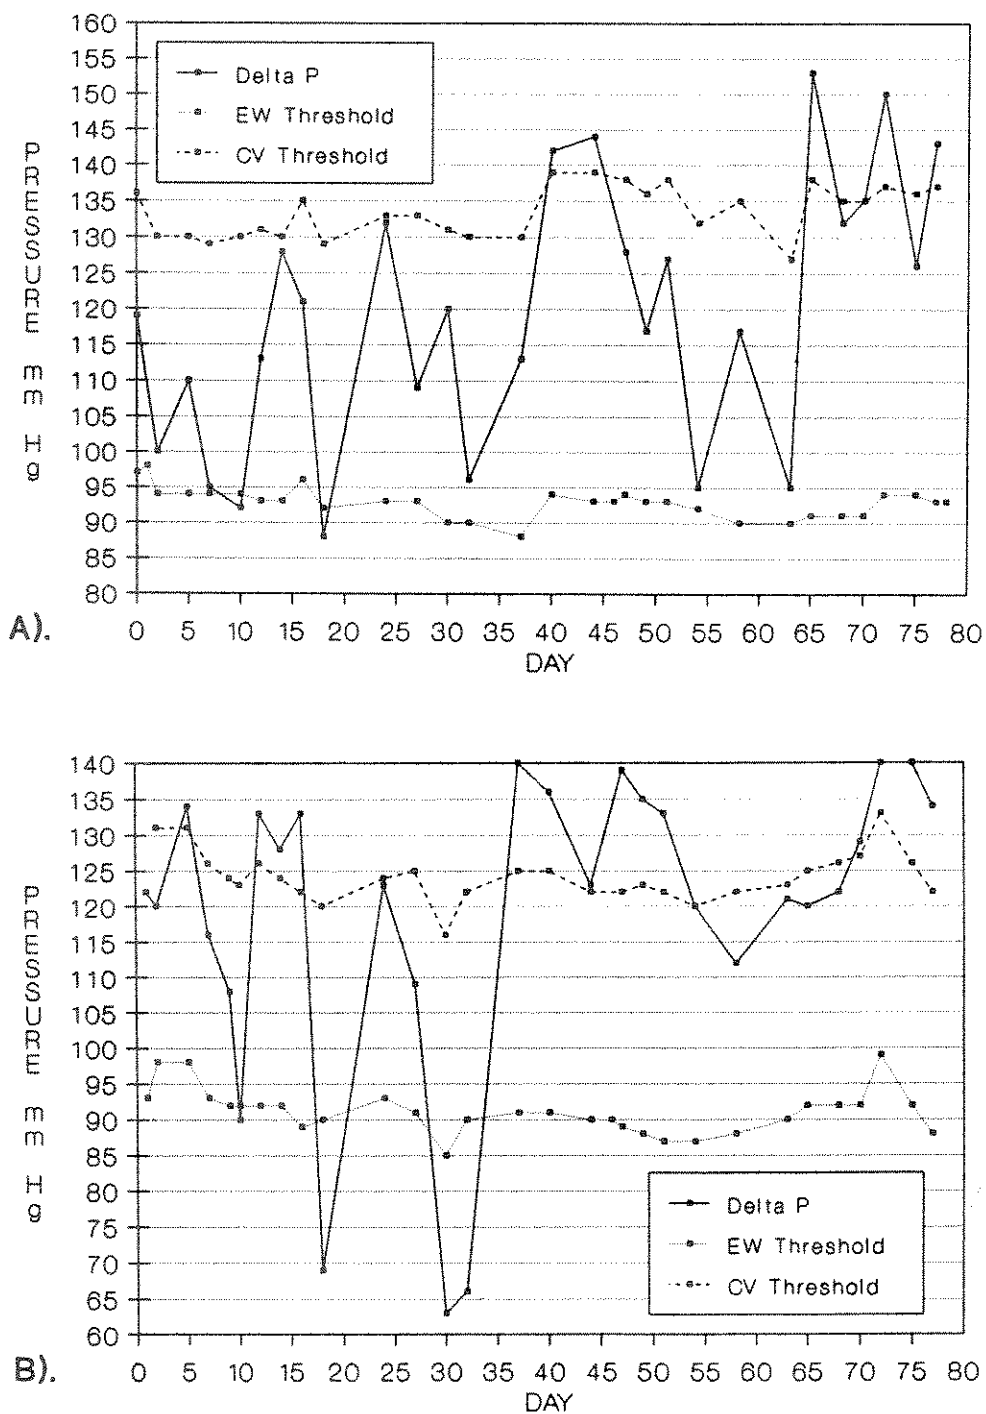 160
155
150
145
140
135
130
125
120
115
110
105
100
95
90
85
80
PRESSURE mm Hg
Delta P
EW Threshold
CV Threshold
0 5 10 15 20 25 30 35 40 45 50 55 60 65 70 75 80
DAY
A).
140
135
130
125
120
115
110
105
100
95
90
85
80
75
70
65
60
PRESSURE mm Hg
Delta P
EW Threshold
CV Threshold
0 5 10 15 20 25 30 35 40 45 50 55 60 65 70 75 80
DAY
B).